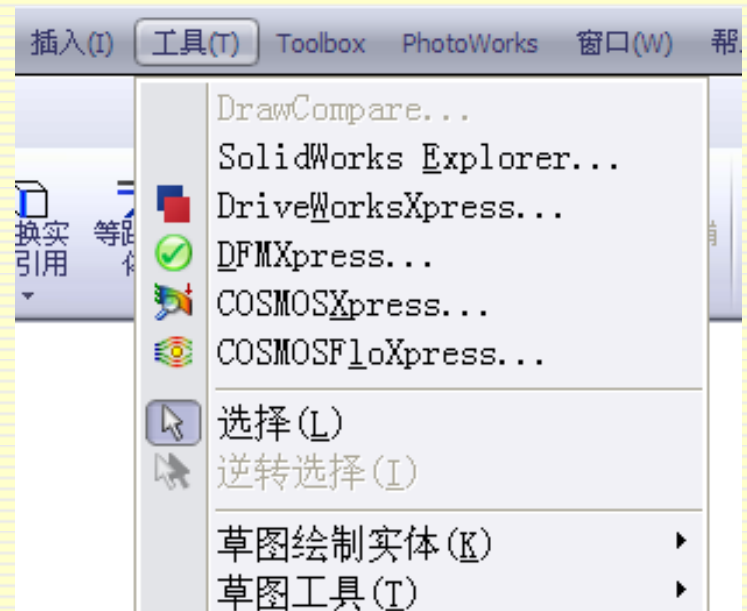 插入(I) 工具(T) Toolbox PhotoWorks 窗口(W) 帮
DrawCompare...
SolidWorks Explorer...
DriveWorksXpress...
DFMXpress...
COSMOSXpress...
COSMOSFloXpress...
换实 等距
引用
选择(L)
逆转选择(I)
草图绘制实体(K)
草图工具(T)